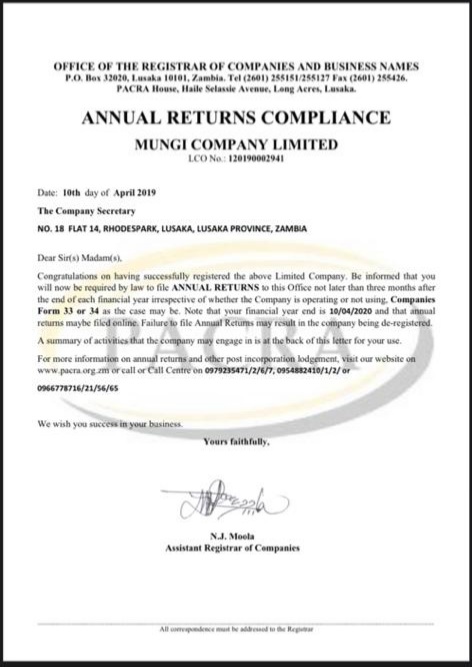 OFFICE OF THE REGISTRAR OF COMPANIES AND BUSINESS NAMES
P.O. Box 32020, Lusaka 10101, Zambia. Tel (2601) 255151/255127 Fax (2601) 255426.
PACRA House, Haile Selassie Avenue, Long Acres, Lusaka.
ANNUAL RETURNS COMPLIANCE
MUNGI COMPANY LIMITED
LCO No.: 120190002941
Date: 10th day of April 2019
The Company Secretary
NO. 18 FLAT 14, RHODESPARK, LUSAKA, LUSAKA PROVINCE, ZAMBIA
Dear Sir(s) Madam(s),
Congratulations on having successfully registered the above Limited Company. Be informed that you
will now be required by law to file ANNUAL RETURNS to this Office not later than three months after
the end of each financial year irrespective of whether the Company is operating or not using, Companies
Form 33 or 34 as the case may be. Note that your financial year end is 10/04/2020 and that annual
returns maybe filed online. Failure to file Annual Returns may result in the company being de-registered.
A summary of activities that the company may engage in is at the back of this letter for your use.
For more information on annual returns and other post incorporation lodgement, visit our website on
www.pacra.org.zm or call or Call Centre on 0979235471/2/6/7, 0954882410/1/2/ or
0966778716/21/56/65
PACRA
We wish you success in your business.
Yours faithfully,
N.J. Moola
Assistant Registrar of Companies
All correspondence must be addressed to the Registrar